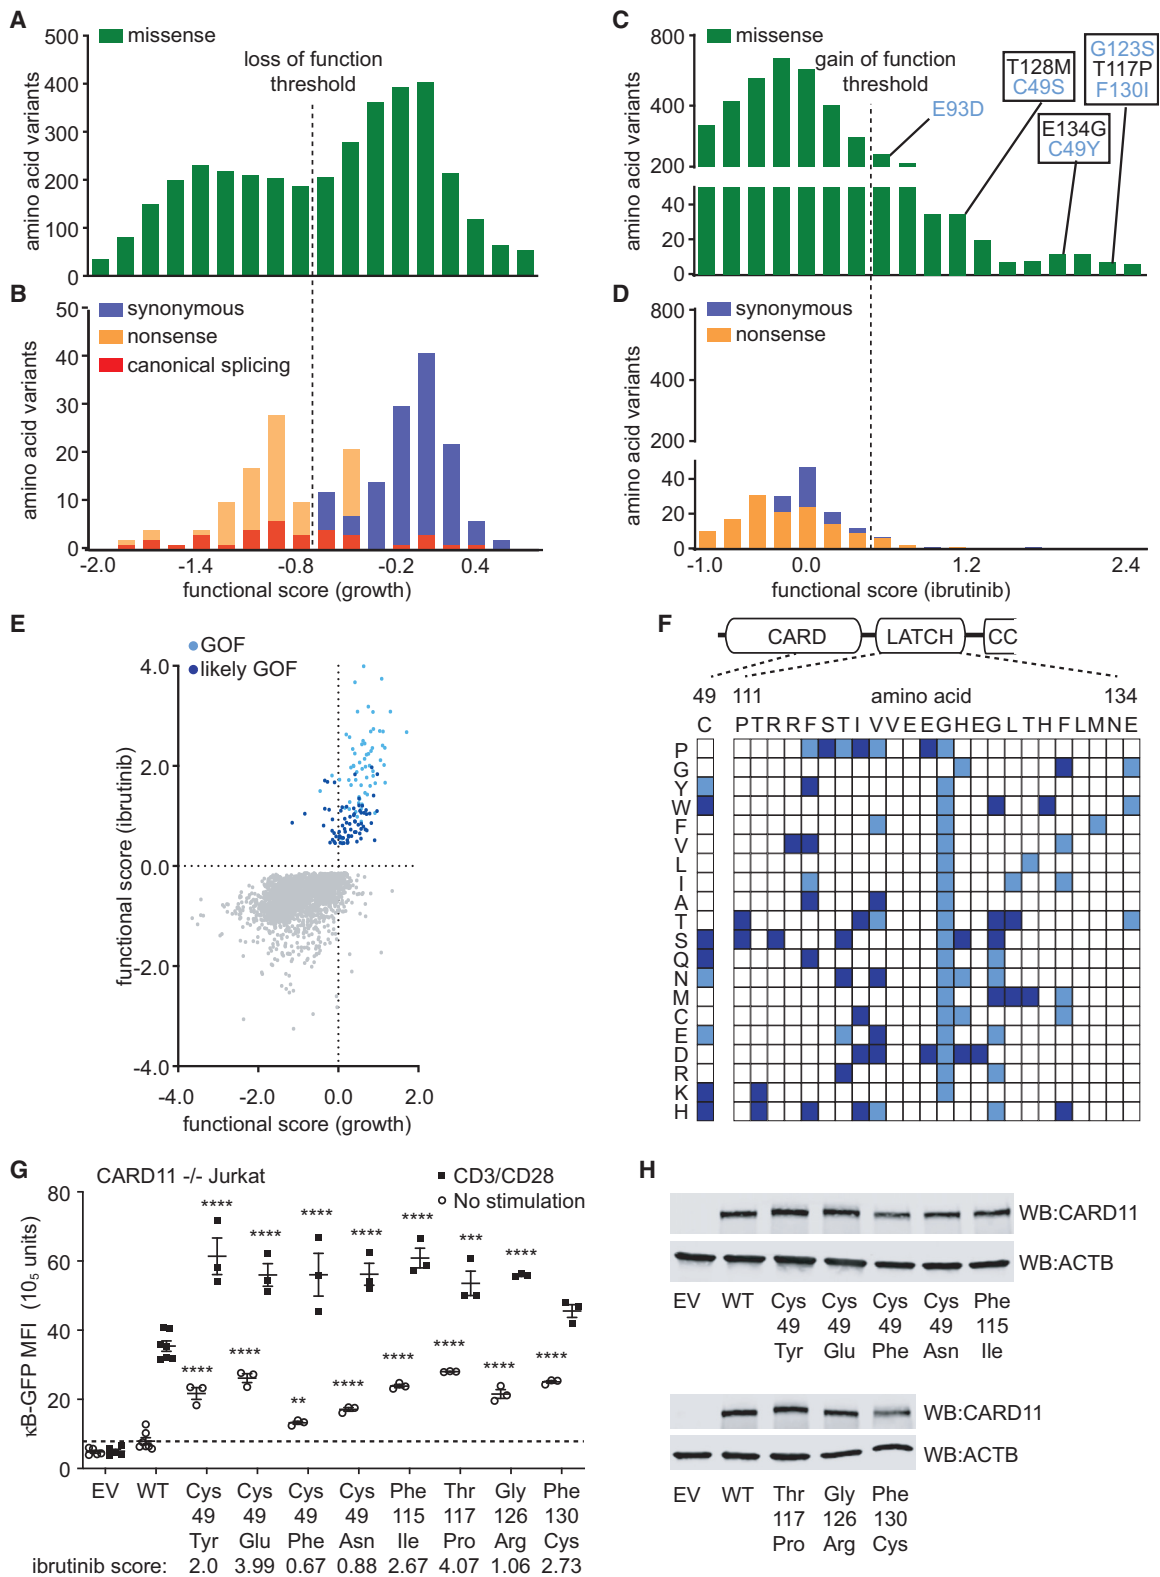 A
500
400
300
200
100
0
amino acid variants
missense
loss of function
threshold
B
50
40
30
20
10
0
amino acid variants
synonymous
nonsense
canonical splicing
-2.0 -1.4 -0.8 -0.2 0.4
functional score (growth)
C
800
400
200
40
20
0
amino acid variants
missense
gain of function
threshold
E93D
T128M
C49S
E134G
C49Y
G123S
T117P
F130I
D
800
400
200
40
20
0
amino acid variants
synonymous
nonsense
-1.0 0.0 1.2 2.4
functional score (ibrutinib)
E
GOF
likely GOF
4.0
2.0
0.0
-2.0
-4.0
functional score (ibrutinib)
-4.0 -2.0 0.0 2.0
functional score (growth)
F
CARD LATCH CC
49 111 amino acid 134
C P T R R F S T I V V E E G H E G L T H F L M N E
P
G
Y
W
F
V
L
I
A
T
S
Q
N
M
C
E
D
R
K
H
G
CARD11 -/- Jurkat
CD3/CD28
No stimulation
80
60
40
20
0
κB-GFP MFI (105 units)
**** **** **** **** **** *** ****
**** **** ** **** **** **** **** ****
EV WT Cys Cys Cys Cys Phe Thr Gly Phe
49 49 49 49 115 117 126 130
Tyr Glu Phe Asn Ile Pro Arg Cys
ibrutinib score: 2.0 3.99 0.67 0.88 2.67 4.07 1.06 2.73
H
WB:CARD11
WB:ACTB
EV WT Cys Cys Cys Cys Phe
49 49 49 49 115
Tyr Glu Phe Asn Ile
WB:CARD11
WB:ACTB
EV WT Thr Gly Phe
117 126 130
Pro Arg Cys